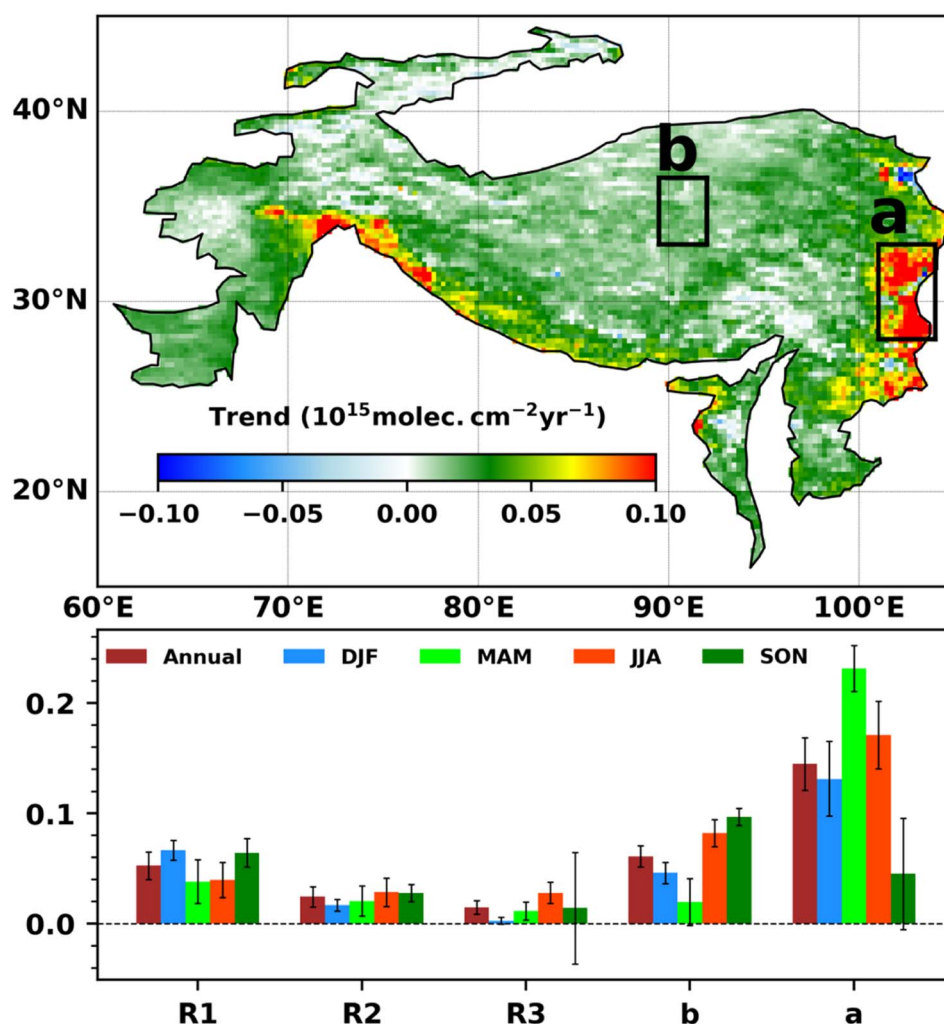 40°N
b
a
30°N
Trend (10¹⁵molec. cm⁻²yr⁻¹)
20°N
−0.10 −0.05 0.00 0.05 0.10
60°E 70°E 80°E 90°E 100°E
Annual DJF MAM JJA SON
0.2
0.1
0.0
R1 R2 R3 b a